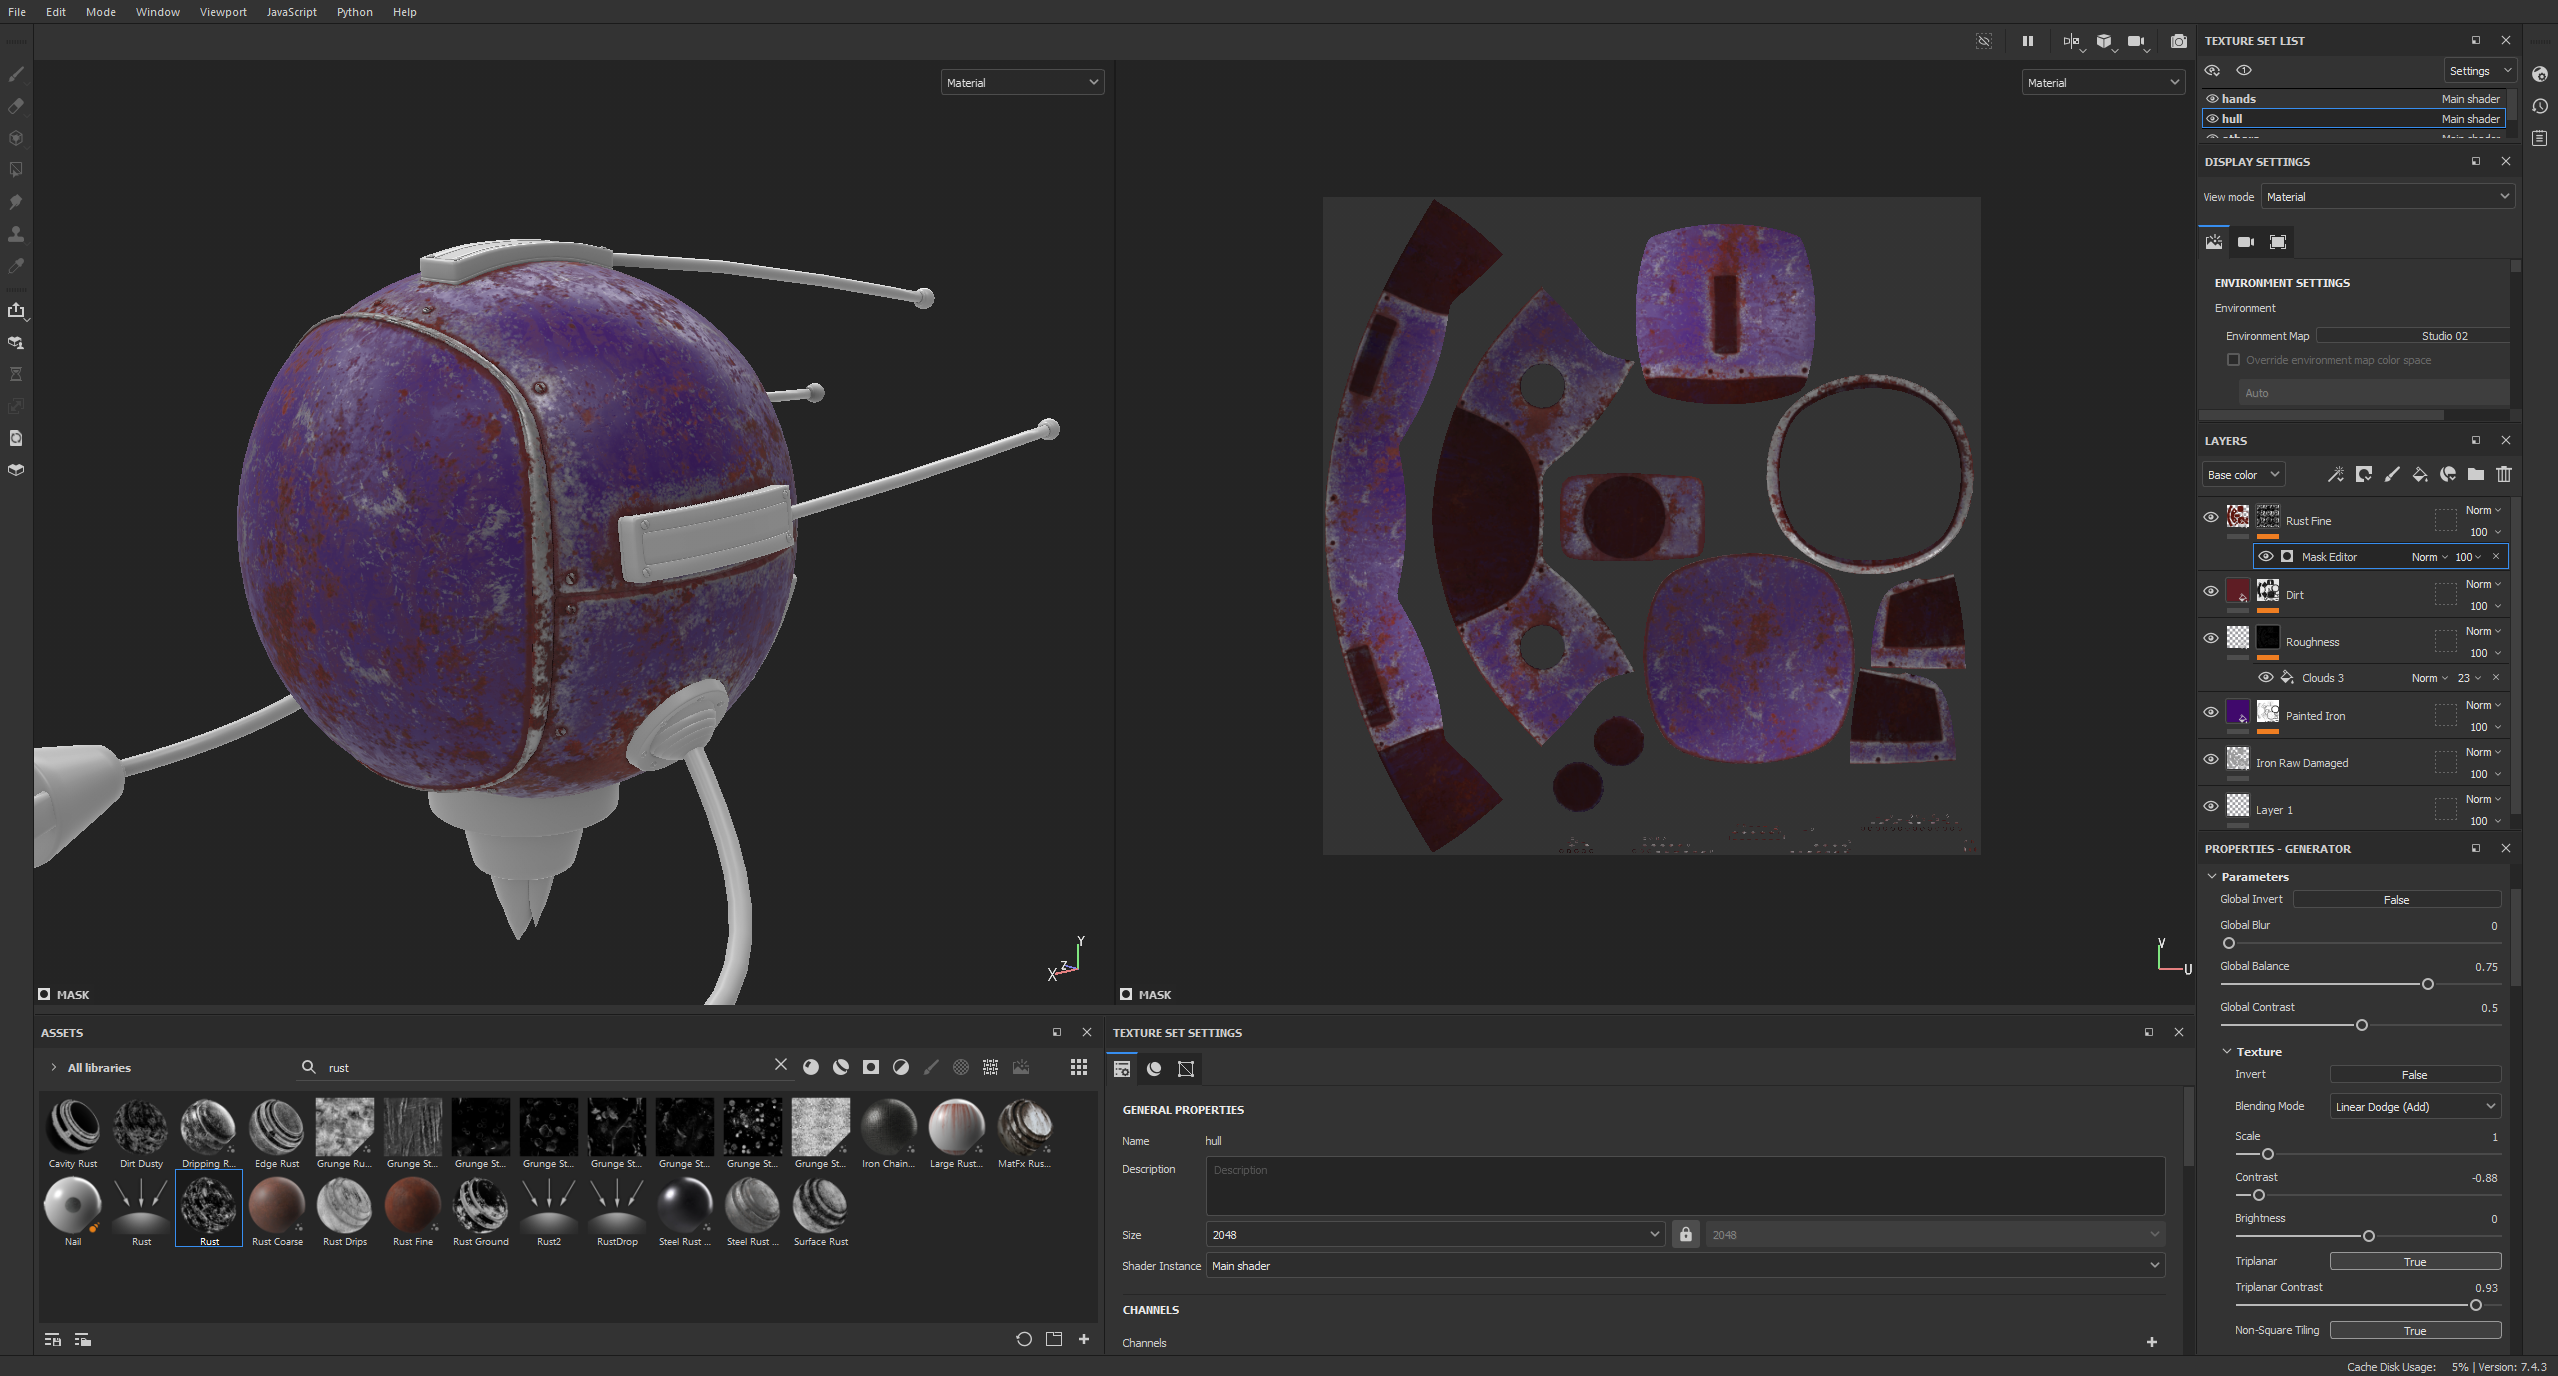 File Edit Mode Window Viewport JavaScript Python Help
Material
Material
Y
Z
X
V
U
MASK
MASK
TEXTURE SET LIST
Settings
hands Main shader
hull Main shader
DISPLAY SETTINGS
View mode Material
ENVIRONMENT SETTINGS
Environment
Environment Map Studio 02
Override environment map color space
Auto
LAYERS
Base color
Rust Fine Norm 100
Mask Editor Norm 100
Dirt Norm 100
Roughness Norm 100
Clouds 3 Norm 23
Painted Iron Norm 100
Iron Raw Damaged Norm 100
Layer 1 Norm 100
PROPERTIES - GENERATOR
Parameters
Global Invert False
Global Blur 0
Global Balance 0.75
Global Contrast 0.5
Texture
Invert False
Blending Mode Linear Dodge (Add)
Scale 1
Contrast -0.88
Brightness 0
Triplanar True
Triplanar Contrast 0.93
Non-Square Tiling True
ASSETS
All libraries rust
Cavity Rust Dirt Dusty Dripping R... Edge Rust Grunge Ru... Grunge St... Grunge St... Grunge St... Grunge St... Grunge St... Grunge St... Grunge St... Iron Chain... Large Rust... MatFx Rus...
Nail Rust Rust Rust Coarse Rust Drips Rust Fine Rust Ground Rust2 RustDrop Steel Rust ... Steel Rust ... Surface Rust
TEXTURE SET SETTINGS
GENERAL PROPERTIES
Name hull
Description Description
Size 2048 2048
Shader Instance Main shader
CHANNELS
Channels
Cache Disk Usage: 5% | Version: 7.4.3